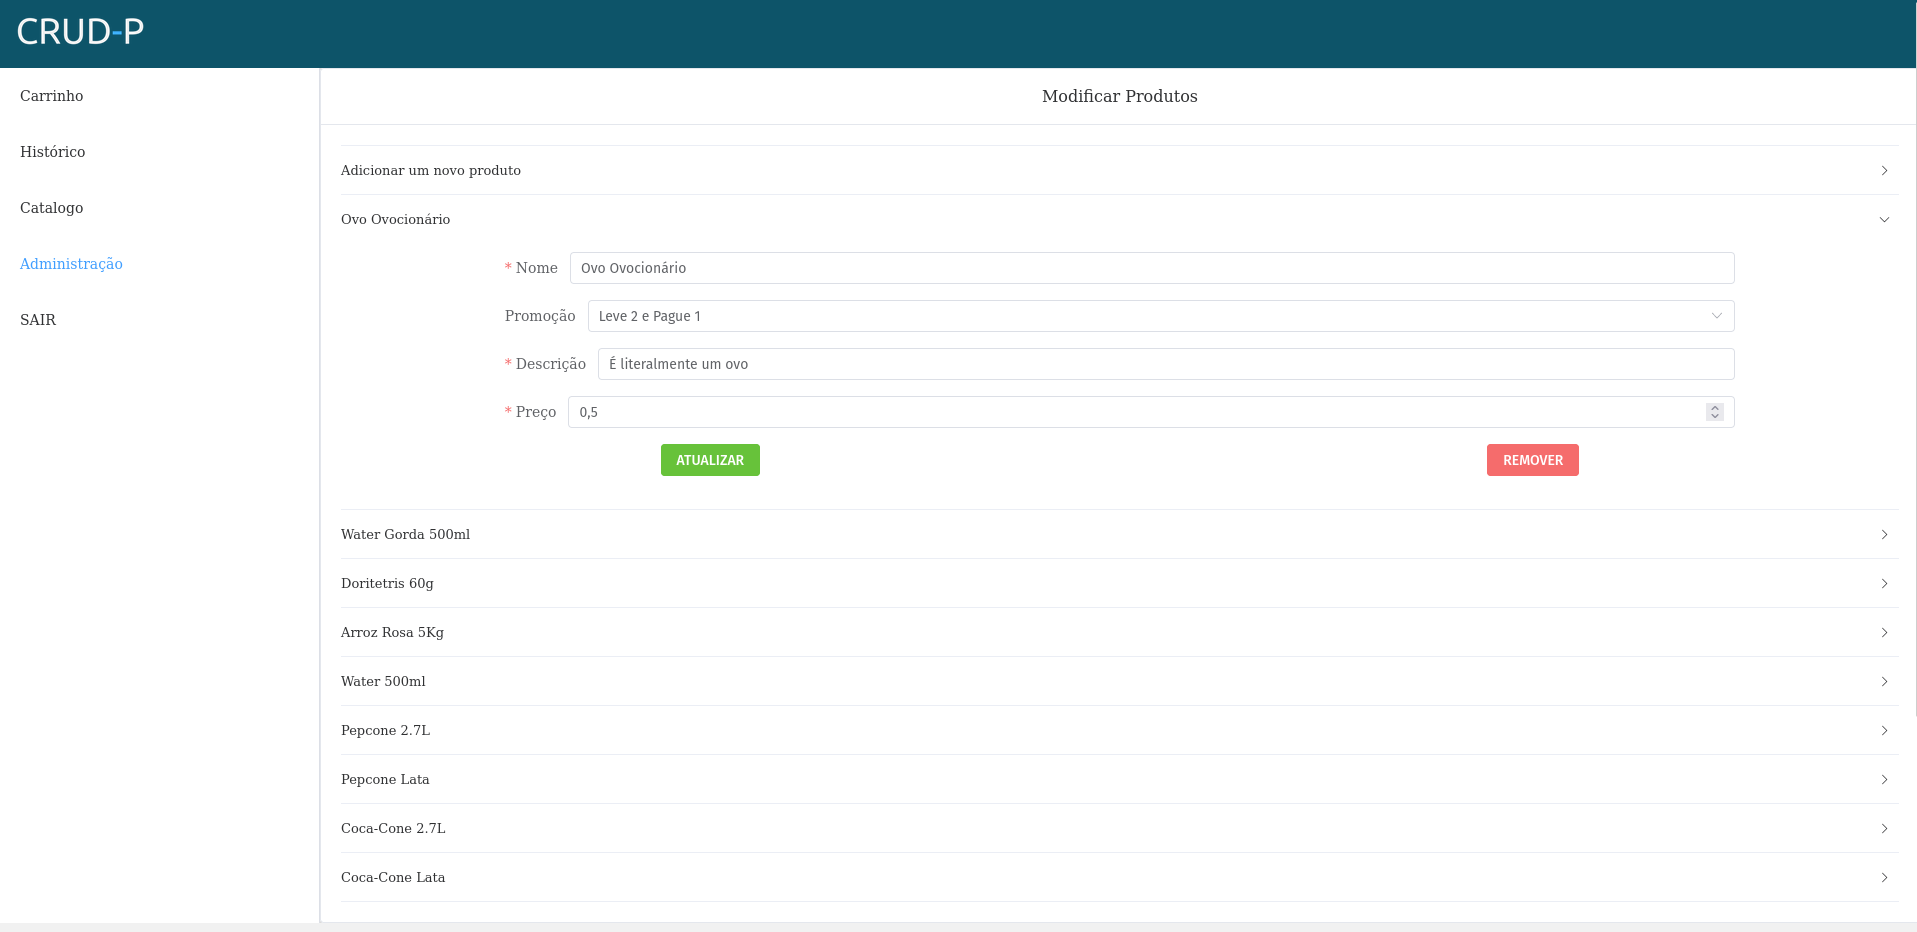 CRUD-P
Carrinho
Histórico
Catalogo
Administração
SAIR
Modificar Produtos
Adicionar um novo produto
Ovo Ovocionário
* Nome Ovo Ovocionário
Promoção Leve 2 e Pague 1
* Descrição É literalmente um ovo
* Preço 0,5
ATUALIZAR REMOVER
Water Gorda 500ml
Doritetris 60g
Arroz Rosa 5Kg
Water 500ml
Pepcone 2.7L
Pepcone Lata
Coca-Cone 2.7L
Coca-Cone Lata